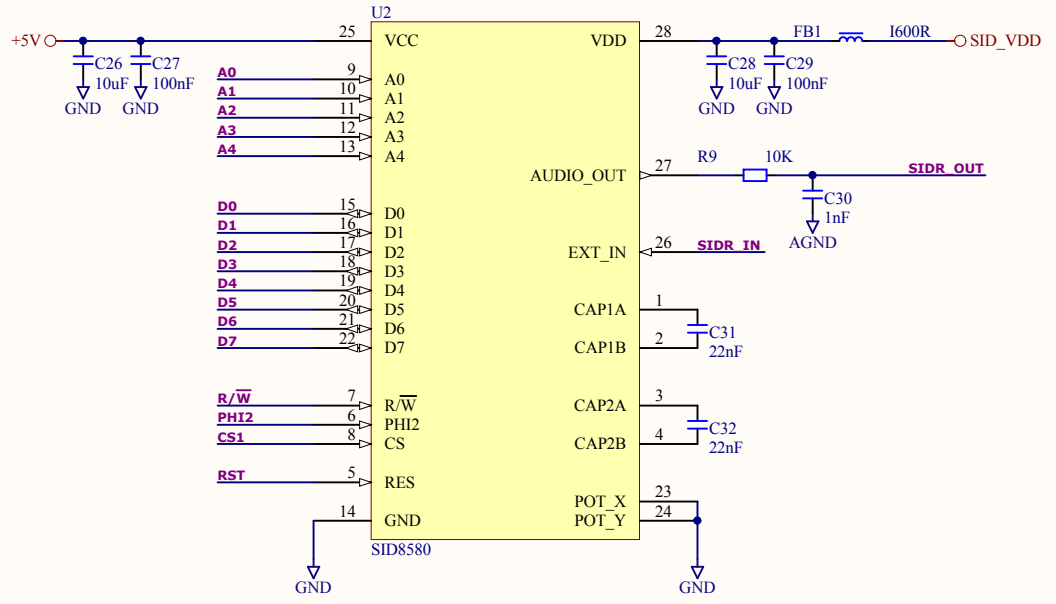 U2
+5V 25 VCC VDD 28 FB1 I600R SID_VDD
C26 C27 C28 C29
10uF 100nF 10uF 100nF
GND GND GND GND
A0 9 A0
A1 10 A1
A2 11 A2
A3 12 A3
A4 13 A4
AUDIO_OUT 27 R9 10K SIDR_OUT
C30
1nF
AGND
D0 15 D0
D1 16 D1
D2 17 D2
D3 18 D3
D4 19 D4
D5 20 D5
D6 21 D6
D7 22 D7
EXT_IN 26 SIDR_IN
CAP1A 1
C31
CAP1B 2
22nF
R/W̅ 7 R/W̅
PHI2 6 PHI2
CS1 8 CS
CAP2A 3
C32
CAP2B 4
22nF
RST 5 RES
POT_X 23
14 GND POT_Y 24
SID8580
GND GND